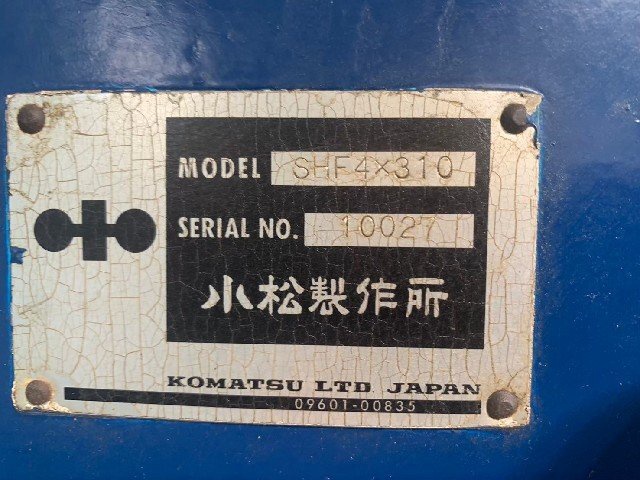 MODEL SHF4×310
SERIAL NO. 10027
小松製作所
KOMATSU LTD. JAPAN
09601-00835